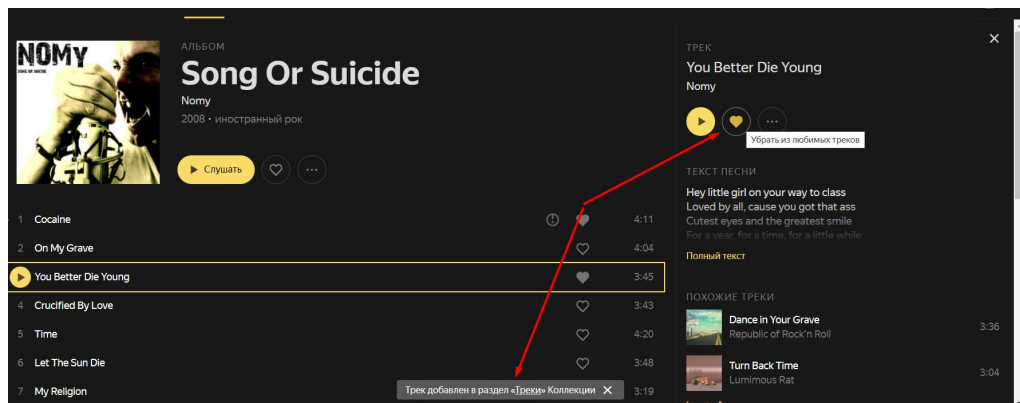 NOMY
SONG OR SUICIDE
АЛЬБОМ
Song Or Suicide
Nomy
2008 • иностранный рок
Слушать
1 Cocaine 4:11
2 On My Grave 4:04
You Better Die Young 3:45
4 Crucified By Love 3:43
5 Time 4:20
6 Let The Sun Die 3:48
7 My Religion 3:19
Трек добавлен в раздел «Треки» Коллекции
ТРЕК
You Better Die Young
Nomy
Убрать из любимых треков
ТЕКСТ ПЕСНИ
Hey little girl on your way to class
Loved by all, cause you got that ass
Cutest eyes and the greatest smile
For a year, for a time, for a little while
Полный текст
ПОХОЖИЕ ТРЕКИ
Dance in Your Grave 3:36
Republic of Rock'n Roll
Turn Back Time 3:04
Lumimous Rat